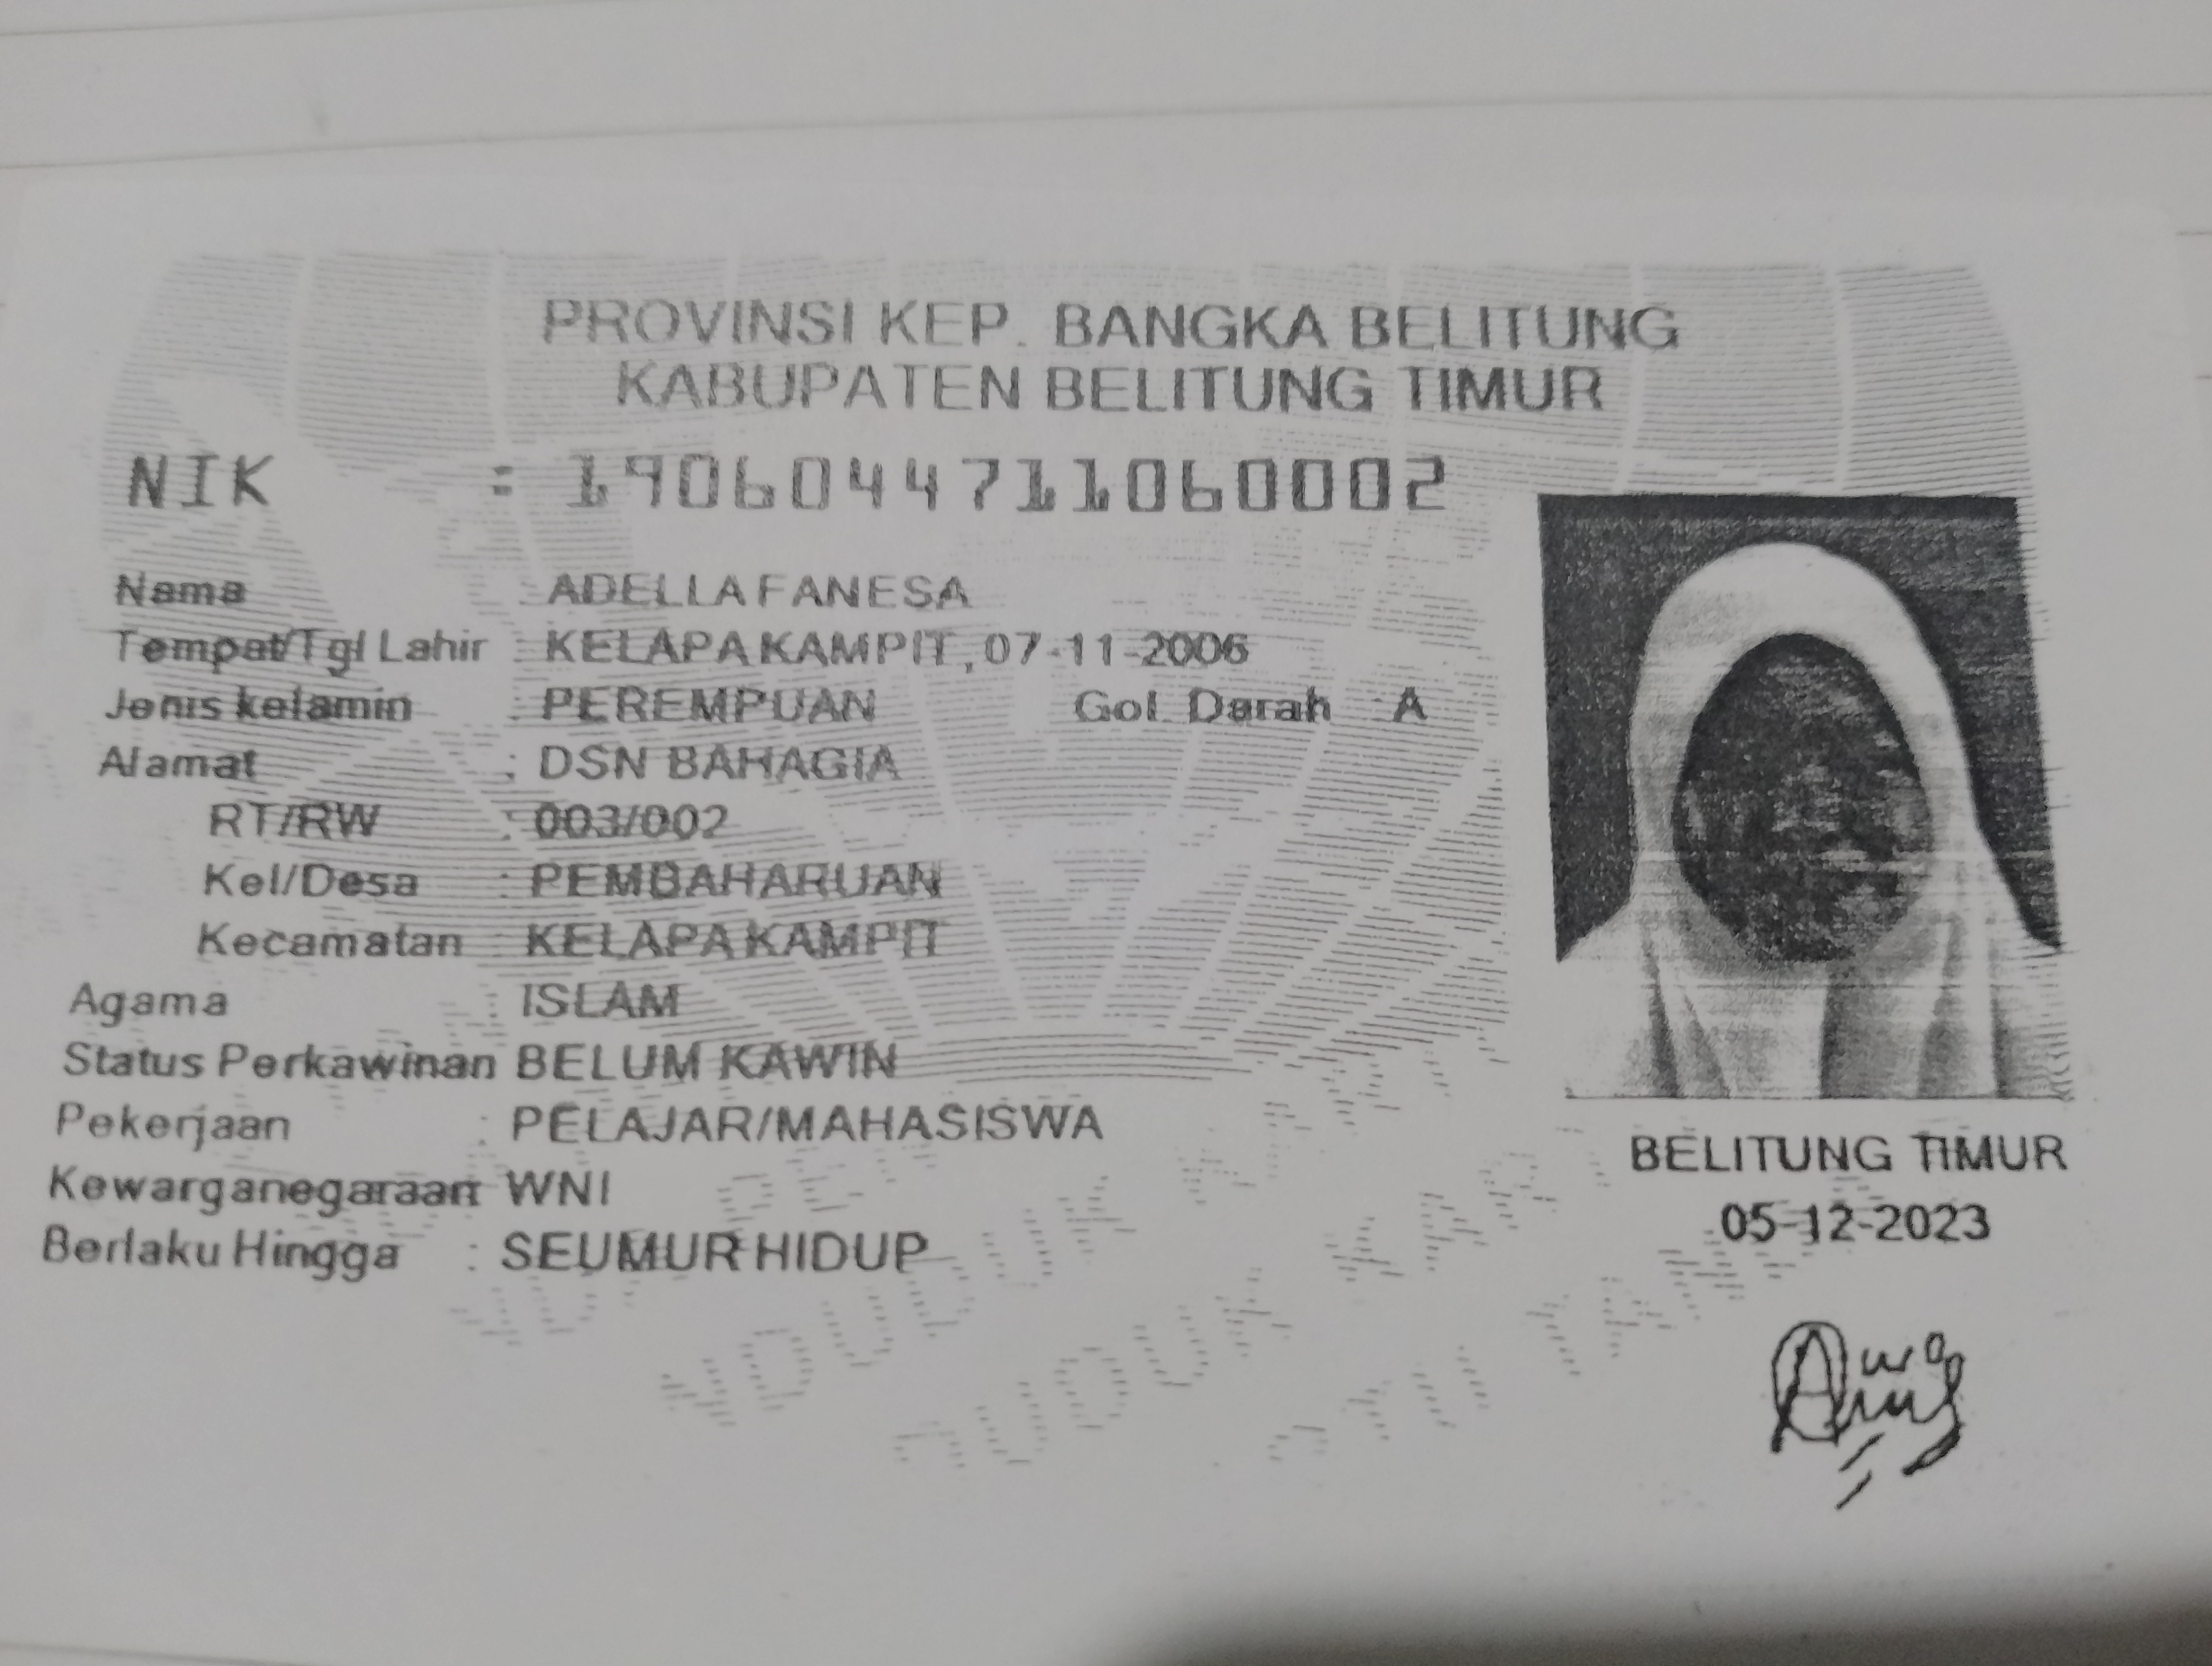 PROVINSI KEP. BANGKA BELITUNG
KABUPATEN BELITUNG TIMUR
NIK : 1906044711060002
Nama : ADELLA FANESA
Tempat/Tgl Lahir : KELAPA KAMPIT, 07-11-2006
Jenis kelamin : PEREMPUAN Gol. Darah : A
Alamat : DSN BAHAGIA
RT/RW : 003/002
Kel/Desa : PEMBAHARUAN
Kecamatan : KELAPA KAMPIT
Agama : ISLAM
Status Perkawinan BELUM KAWIN
Pekerjaan : PELAJAR/MAHASISWA
Kewarganegaraan WNI
Berlaku Hingga : SEUMUR HIDUP
BELITUNG TIMUR
05-12-2023